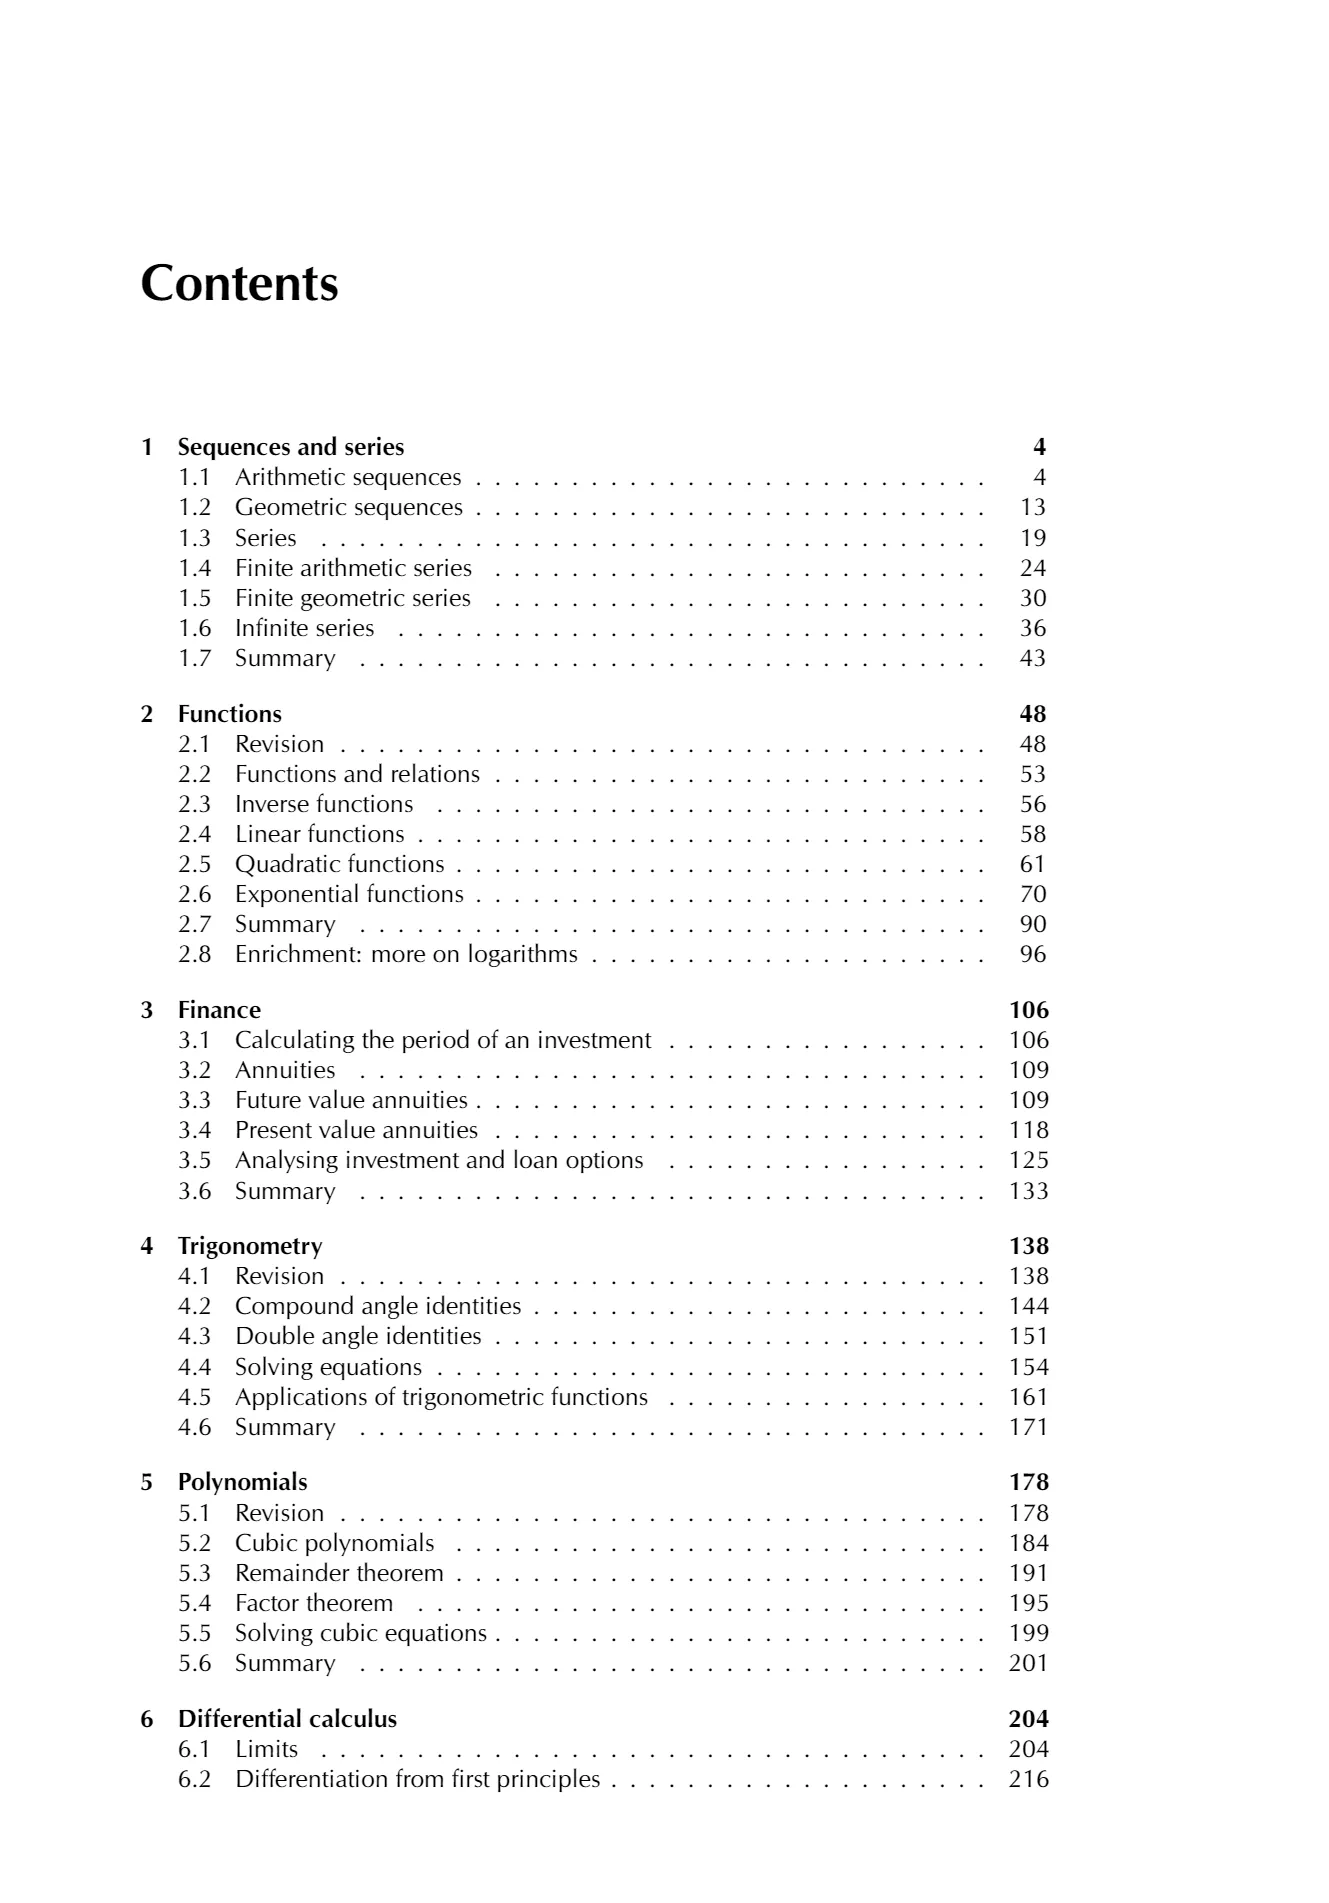 Contents
1 Sequences and series 4
1.1 Arithmetic sequences . . . . . . . . . . . . . . . . . . . . . . . . . . . 4
1.2 Geometric sequences . . . . . . . . . . . . . . . . . . . . . . . . . . . 13
1.3 Series . . . . . . . . . . . . . . . . . . . . . . . . . . . . . . . . . . . 19
1.4 Finite arithmetic series . . . . . . . . . . . . . . . . . . . . . . . . . . 24
1.5 Finite geometric series . . . . . . . . . . . . . . . . . . . . . . . . . . 30
1.6 Infinite series . . . . . . . . . . . . . . . . . . . . . . . . . . . . . . . 36
1.7 Summary . . . . . . . . . . . . . . . . . . . . . . . . . . . . . . . . . 43
2 Functions 48
2.1 Revision . . . . . . . . . . . . . . . . . . . . . . . . . . . . . . . . . . 48
2.2 Functions and relations . . . . . . . . . . . . . . . . . . . . . . . . . . 53
2.3 Inverse functions . . . . . . . . . . . . . . . . . . . . . . . . . . . . . 56
2.4 Linear functions . . . . . . . . . . . . . . . . . . . . . . . . . . . . . . 58
2.5 Quadratic functions . . . . . . . . . . . . . . . . . . . . . . . . . . . . 61
2.6 Exponential functions . . . . . . . . . . . . . . . . . . . . . . . . . . . 70
2.7 Summary . . . . . . . . . . . . . . . . . . . . . . . . . . . . . . . . . 90
2.8 Enrichment: more on logarithms . . . . . . . . . . . . . . . . . . . . . 96
3 Finance 106
3.1 Calculating the period of an investment . . . . . . . . . . . . . . . . . 106
3.2 Annuities . . . . . . . . . . . . . . . . . . . . . . . . . . . . . . . . . 109
3.3 Future value annuities . . . . . . . . . . . . . . . . . . . . . . . . . . . 109
3.4 Present value annuities . . . . . . . . . . . . . . . . . . . . . . . . . . 118
3.5 Analysing investment and loan options . . . . . . . . . . . . . . . . . 125
3.6 Summary . . . . . . . . . . . . . . . . . . . . . . . . . . . . . . . . . 133
4 Trigonometry 138
4.1 Revision . . . . . . . . . . . . . . . . . . . . . . . . . . . . . . . . . . 138
4.2 Compound angle identities . . . . . . . . . . . . . . . . . . . . . . . . 144
4.3 Double angle identities . . . . . . . . . . . . . . . . . . . . . . . . . . 151
4.4 Solving equations . . . . . . . . . . . . . . . . . . . . . . . . . . . . . 154
4.5 Applications of trigonometric functions . . . . . . . . . . . . . . . . . 161
4.6 Summary . . . . . . . . . . . . . . . . . . . . . . . . . . . . . . . . . 171
5 Polynomials 178
5.1 Revision . . . . . . . . . . . . . . . . . . . . . . . . . . . . . . . . . . 178
5.2 Cubic polynomials . . . . . . . . . . . . . . . . . . . . . . . . . . . . 184
5.3 Remainder theorem . . . . . . . . . . . . . . . . . . . . . . . . . . . . 191
5.4 Factor theorem . . . . . . . . . . . . . . . . . . . . . . . . . . . . . . 195
5.5 Solving cubic equations . . . . . . . . . . . . . . . . . . . . . . . . . . 199
5.6 Summary . . . . . . . . . . . . . . . . . . . . . . . . . . . . . . . . . 201
6 Differential calculus 204
6.1 Limits . . . . . . . . . . . . . . . . . . . . . . . . . . . . . . . . . . . 204
6.2 Differentiation from first principles . . . . . . . . . . . . . . . . . . . . 216